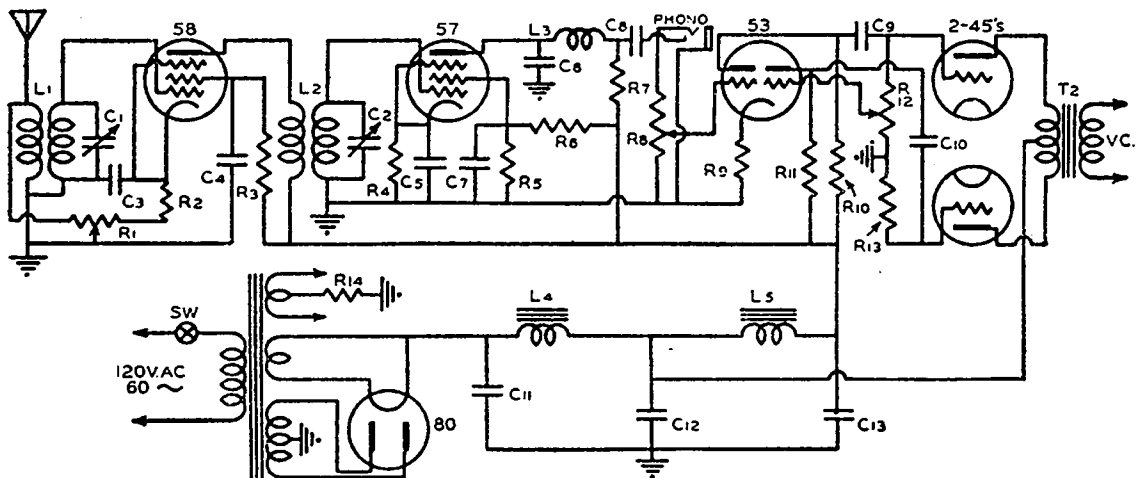 58
57
L3
C8
PHONO
53
C9
2-45's
L1
C1
L2
C2
C6
R7
R12
T2
VC.
C3
R2
C4
R3
R4
C5
C7
R6
R5
R8
R9
R11
R10
C10
R1
R13
R14
SW
L4
L5
120V.AC
60 ~
C11
80
C12
C13